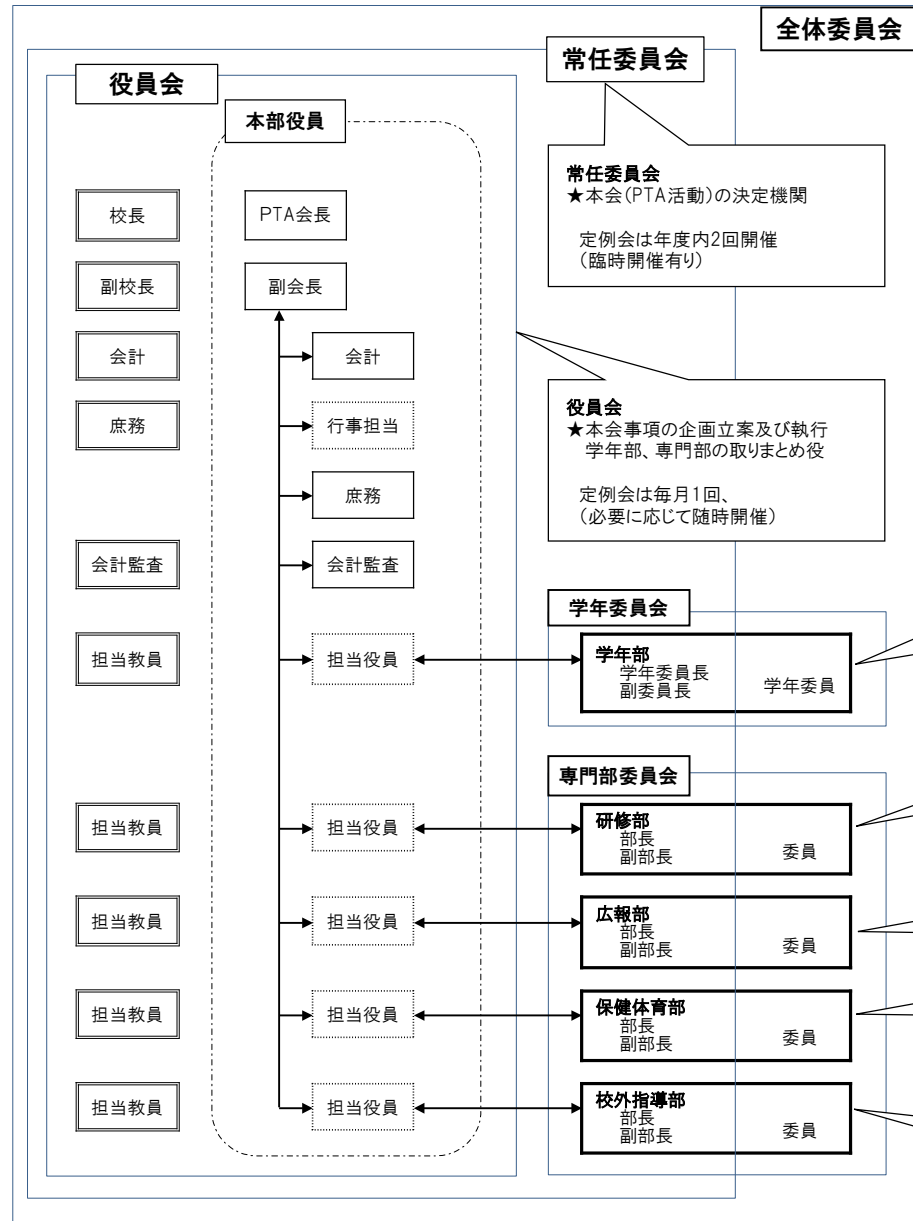 全体委員会
常任委員会
役員会
本部役員
常任委員会
★本会(PTA活動)の決定機関
定例会は年度内2回開催
(臨時開催有り)
校長
PTA会長
副校長
副会長
会計
会計
役員会
★本会事項の企画立案及び執行
学年部、専門部の取りまとめ役
定例会は毎月1回、
(必要に応じて随時開催)
庶務
行事担当
庶務
会計監査
会計監査
学年委員会
担当教員
担当役員
学年部
学年委員長
副委員長
学年委員
専門部委員会
担当教員
担当役員
研修部
部長
副部長
委員
担当教員
担当役員
広報部
部長
副部長
委員
担当教員
担当役員
保健体育部
部長
副部長
委員
担当教員
担当役員
校外指導部
部長
副部長
委員